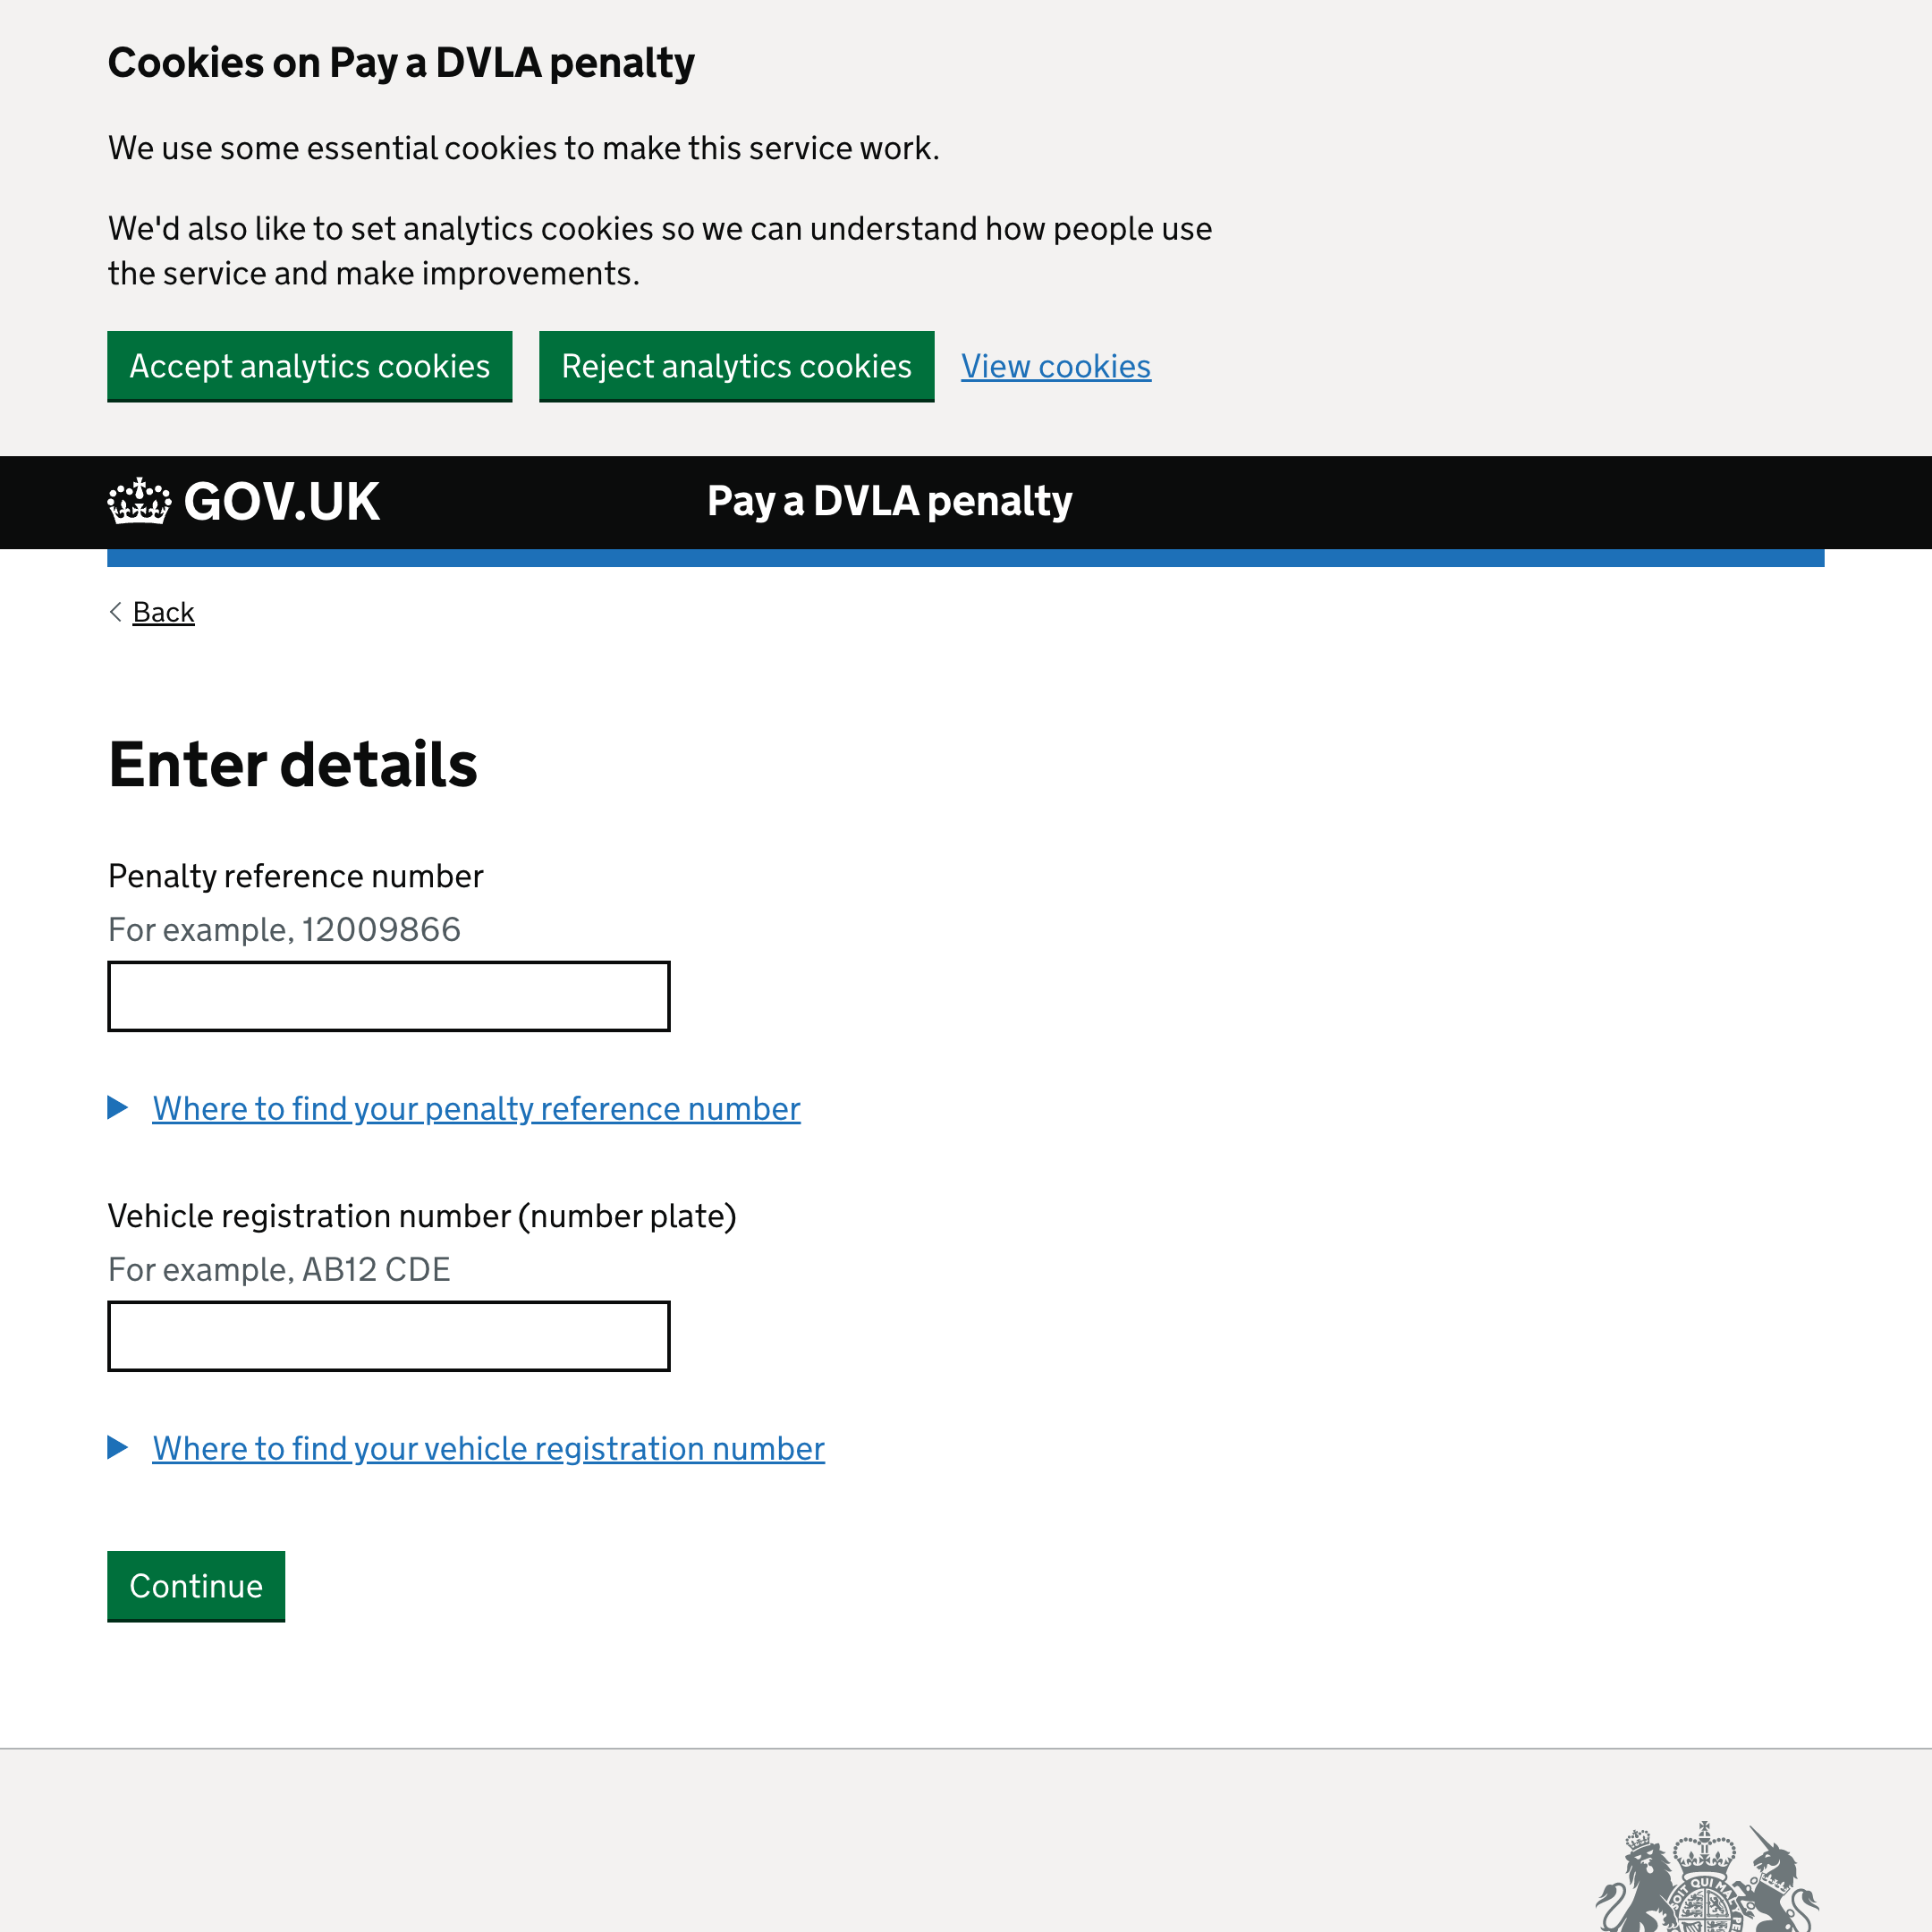 Cookies on Pay a DVLA penalty
We use some essential cookies to make this service work.
We'd also like to set analytics cookies so we can understand how people use
the service and make improvements.
Accept analytics cookies Reject analytics cookies View cookies
GOV.UK Pay a DVLA penalty
Back
Enter details
Penalty reference number
For example, 12009866
Where to find your penalty reference number
Vehicle registration number (number plate)
For example, AB12 CDE
Where to find your vehicle registration number
Continue